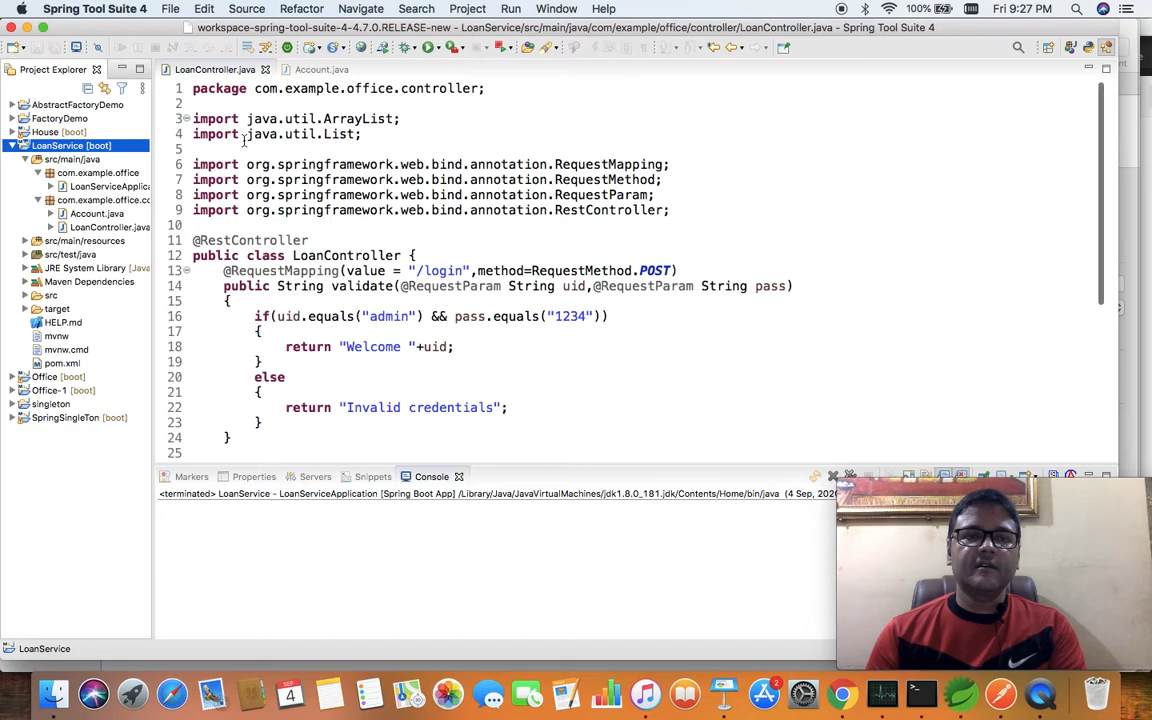 Spring Tool Suite 4 File Edit Source Refactor Navigate Search Project Run Window Help 100% Fri 9:27 PM
workspace-spring-tool-suite-4-4.7.0.RELEASE-new - LoanService/src/main/java/com/example/office/controller/LoanController.java - Spring Tool Suite 4
Project Explorer
AbstractFactoryDemo
FactoryDemo
House [boot]
LoanService [boot]
src/main/java
com.example.office
LoanServiceApplica
com.example.office.co
Account.java
LoanController.java
src/main/resources
src/test/java
JRE System Library [Java
Maven Dependencies
src
target
HELP.md
mvnw
mvnw.cmd
pom.xml
Office [boot]
Office-1 [boot]
singleton
SpringSingleTon [boot]
LoanController.java Account.java
1 package com.example.office.controller;
2
3 import java.util.ArrayList;
4 import java.util.List;
5
6 import org.springframework.web.bind.annotation.RequestMapping;
7 import org.springframework.web.bind.annotation.RequestMethod;
8 import org.springframework.web.bind.annotation.RequestParam;
9 import org.springframework.web.bind.annotation.RestController;
10
11 @RestController
12 public class LoanController {
13 @RequestMapping(value = "/login",method=RequestMethod.POST)
14 public String validate(@RequestParam String uid,@RequestParam String pass)
15 {
16 if(uid.equals("admin") && pass.equals("1234"))
17 {
18 return "Welcome "+uid;
19 }
20 else
21 {
22 return "Invalid credentials";
23 }
24 }
25
Markers Properties Servers Snippets Console
<terminated> LoanService - LoanServiceApplication [Spring Boot App] /Library/Java/JavaVirtualMachines/jdk1.8.0_181.jdk/Contents/Home/bin/java (4 Sep, 202
LoanService
SEP
4
2